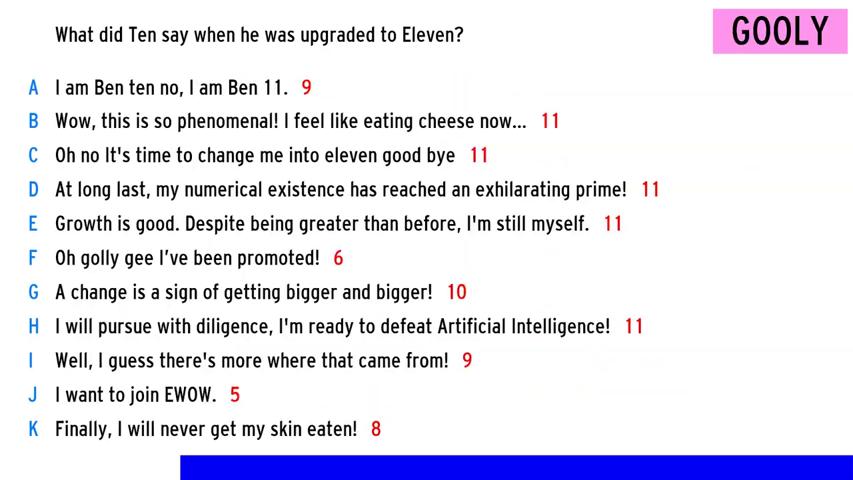 What did Ten say when he was upgraded to Eleven?
GOOLY
A I am Ben ten no, I am Ben 11. 9
B Wow, this is so phenomenal! I feel like eating cheese now... 11
C Oh no It's time to change me into eleven good bye 11
D At long last, my numerical existence has reached an exhilarating prime! 11
E Growth is good. Despite being greater than before, I'm still myself. 11
F Oh golly gee I've been promoted! 6
G A change is a sign of getting bigger and bigger! 10
H I will pursue with diligence, I'm ready to defeat Artificial Intelligence! 11
I Well, I guess there's more where that came from! 9
J I want to join EWOW. 5
K Finally, I will never get my skin eaten! 8